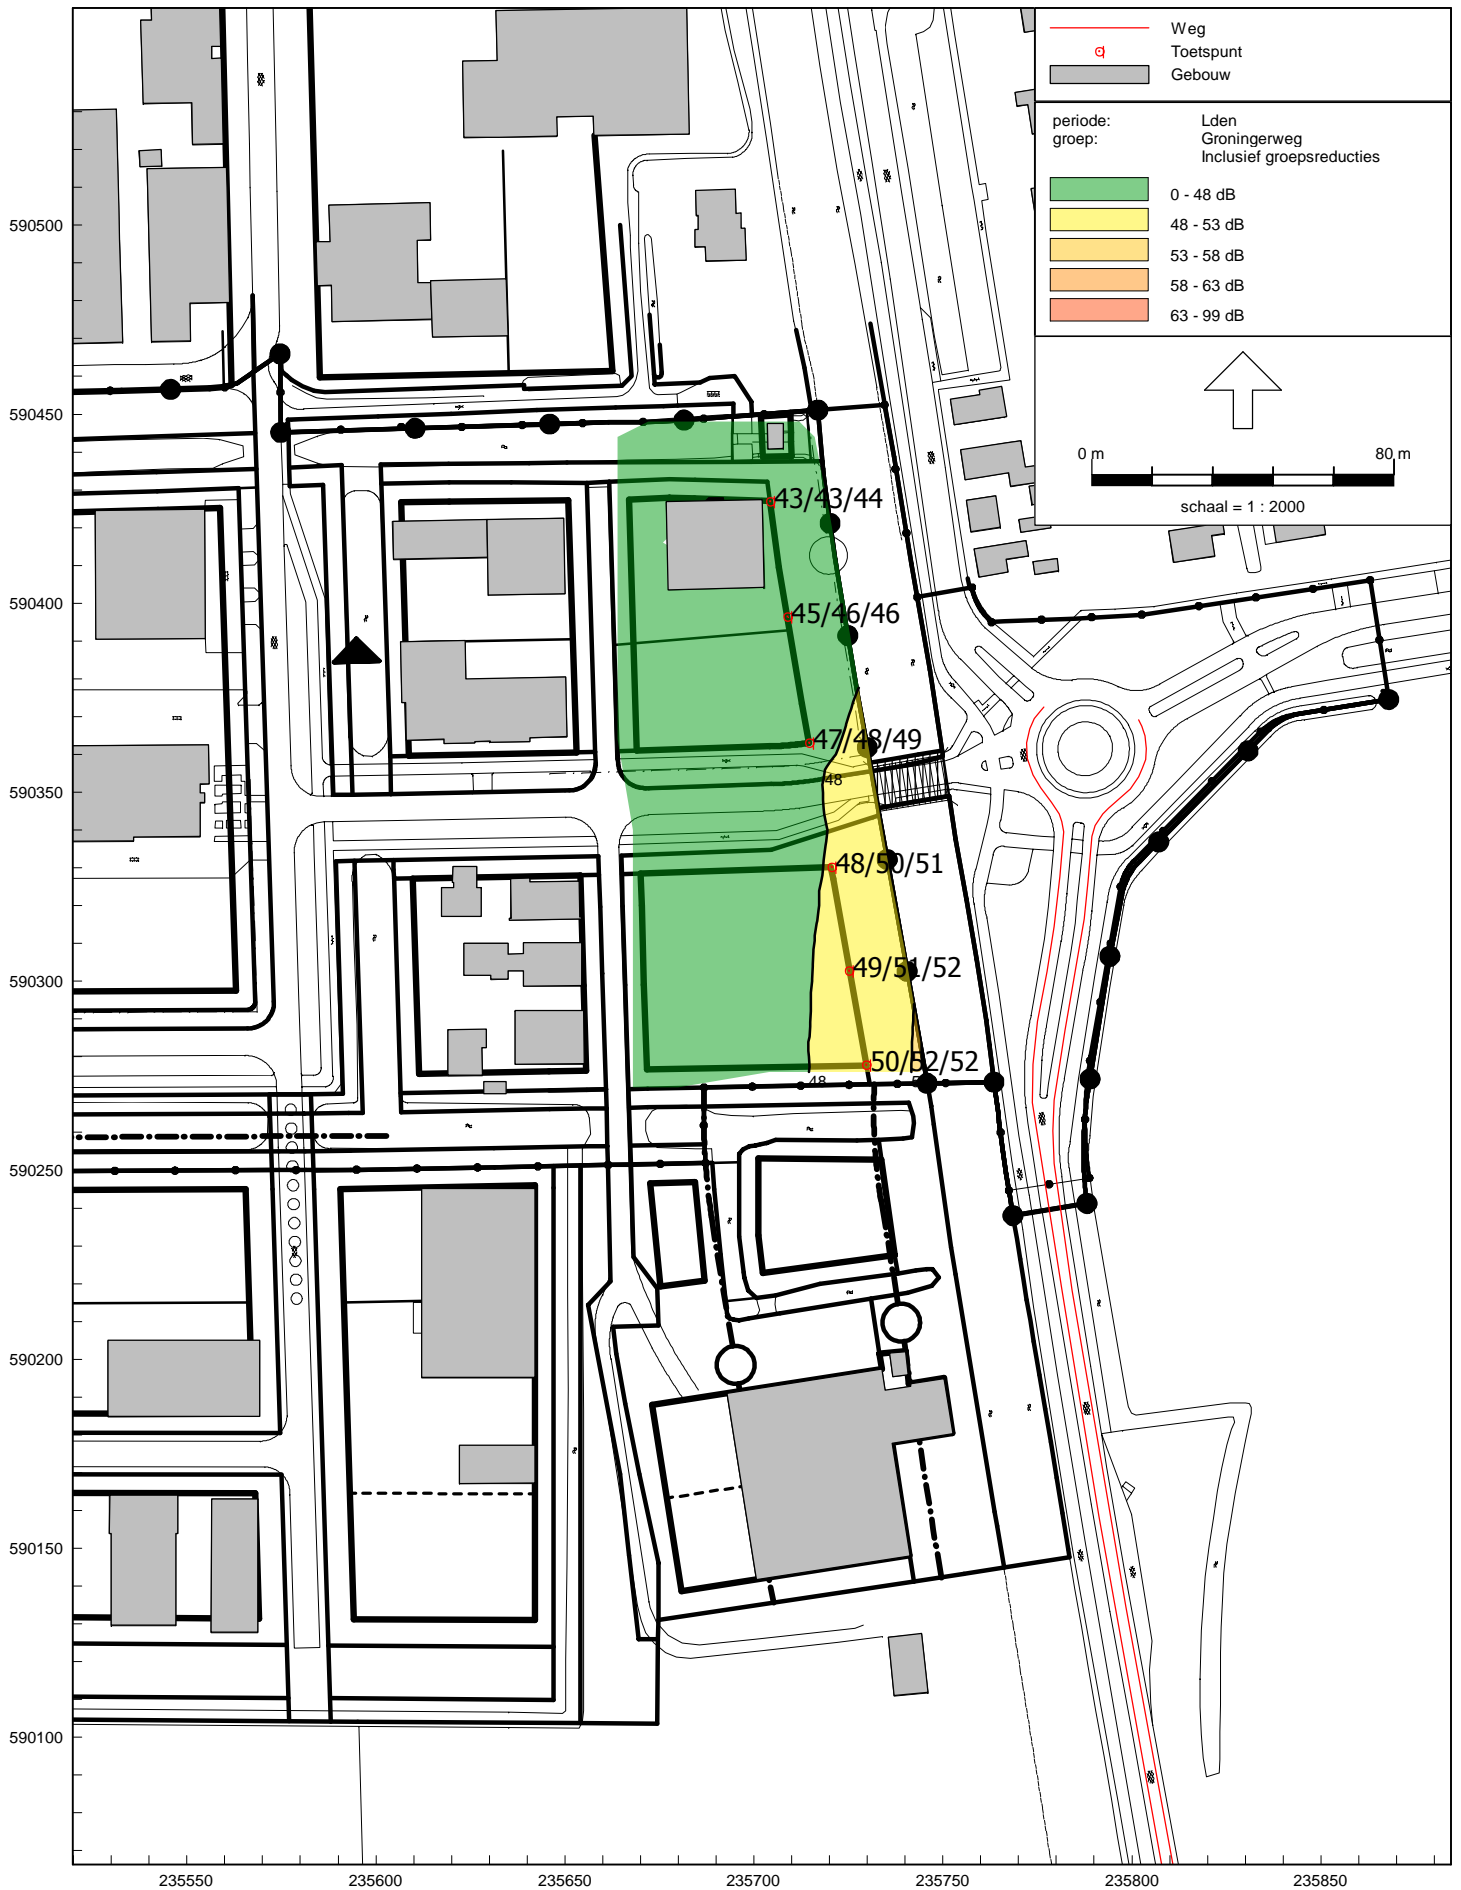 Weg
Toetspunt
Gebouw
periode: Lden
groep: Groningerweg
Inclusief groepsreducties
0 - 48 dB
48 - 53 dB
53 - 58 dB
58 - 63 dB
63 - 99 dB
0 m 80 m
schaal = 1 : 2000
590500
590450
590400
590350
590300
590250
590200
590150
590100
43/43/44
45/46/46
47/48/49
48
48/50/51
49/51/52
50/52/52
48
235550 235600 235650 235700 235750 235800 235850